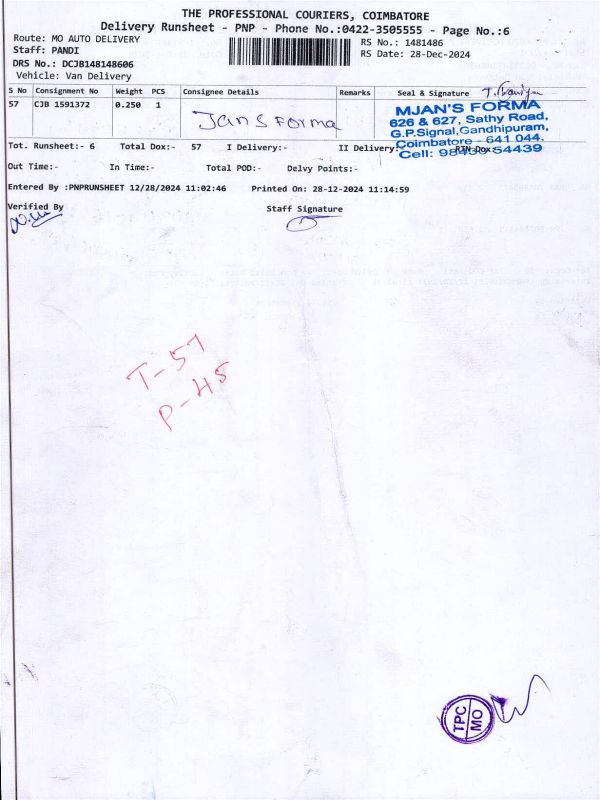 THE PROFESSIONAL COURIERS, COIMBATORE
Delivery Runsheet - PNP - Phone No.:0422-3505555 - Page No.:6
Route: MO AUTO DELIVERY RS No.: 1481486
Staff: PANDI RS Date: 28-Dec-2024
DRS No.: DCJB148148606
Vehicle: Van Delivery
S No Consignment No Weight PCS Consignee Details Remarks Seal & Signature
57 CJB 1591372 0.250 1 Jan S Forma
MJAN'S FORMA
626 & 627, Sathy Road,
G.P.Signal,Gandhipuram,
Coimbatore - 641 044.
Cell: 54439
Tot. Runsheet:- 6 Total Dox:- 57 I Delivery:- II Delivery:- RTN Dox:-
Out Time:- In Time:- Total POD:- Delvy Points:-
Entered By :PNPRUNSHEET 12/28/2024 11:02:46 Printed On: 28-12-2024 11:14:59
Verified By Staff Signature
T-57
P-45
TPC
MO